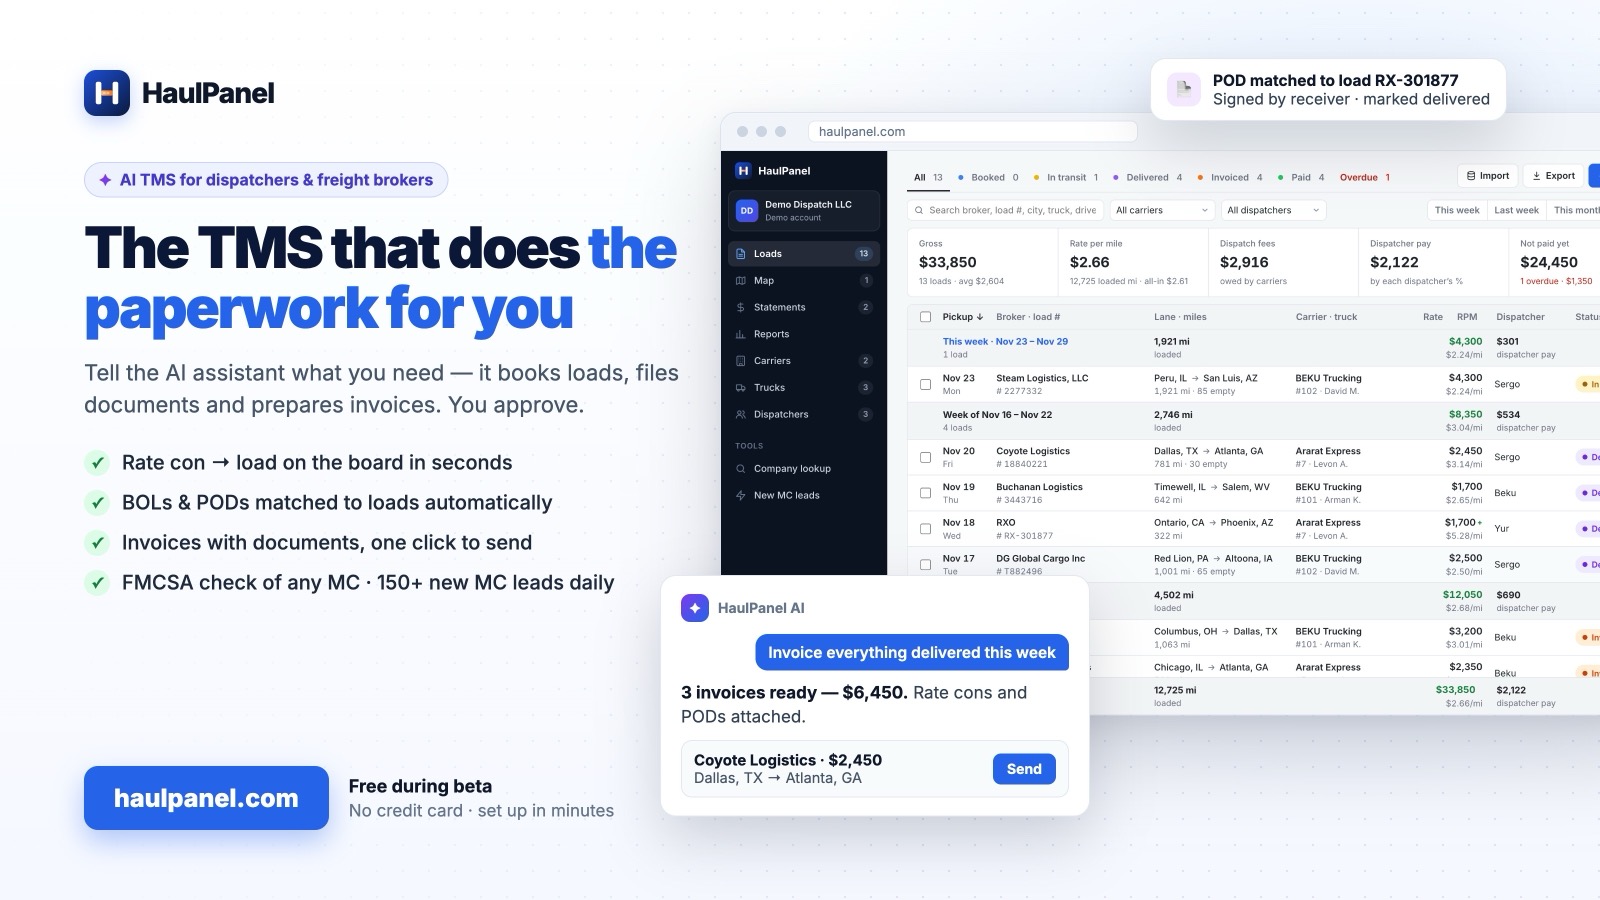 HaulPanel
AI TMS for dispatchers & freight brokers
The TMS that does the
paperwork for you
Tell the AI assistant what you need — it books loads, files
documents and prepares invoices. You approve.
✓ Rate con → load on the board in seconds
✓ BOLs & PODs matched to loads automatically
✓ Invoices with documents, one click to send
✓ FMCSA check of any MC · 150+ new MC leads daily
haulpanel.com
Free during beta
No credit card · set up in minutes
POD matched to load RX-301877
Signed by receiver · marked delivered
haulpanel.com
HaulPanel
DD Demo Dispatch LLC
Demo account
Loads 13
Map 1
Statements 2
Reports
Carriers 2
Trucks 3
Dispatchers 3
TOOLS
Company lookup
New MC leads
All 13 Booked 0 In transit 1 Delivered 4 Invoiced 4 Paid 4 Overdue 1 Import Export
Search broker, load #, city, truck, drive All carriers All dispatchers This week Last week This month
Gross Rate per mile Dispatch fees Dispatcher pay Not paid yet
$33,850 $2.66 $2,916 $2,122 $24,450
13 loads · avg $2,604 12,725 loaded mi · all-in $2.61 owed by carriers by each dispatcher's % 1 overdue · $1,350
Pickup ↓ Broker · load # Lane · miles Carrier · truck Rate RPM Dispatcher Status
This week · Nov 23 – Nov 29 1,921 mi $4,300 $301
1 load loaded $2.24/mi dispatcher pay
Nov 23 Steam Logistics, LLC Peru, IL → San Luis, AZ BEKU Trucking $4,300 Sergo In
Mon # 2277332 1,921 mi · 85 empty #102 · David M. $2.24/mi
Week of Nov 16 – Nov 22 2,746 mi $8,350 $534
4 loads loaded $3.04/mi dispatcher pay
Nov 20 Coyote Logistics Dallas, TX → Atlanta, GA Ararat Express $2,450 Sergo De
Fri # 18840221 781 mi · 30 empty #7 · Levon A. $3.14/mi
Nov 19 Buchanan Logistics Timewell, IL → Salem, WV BEKU Trucking $1,700 Beku De
Thu # 3443716 642 mi #101 · Arman K. $2.65/mi
Nov 18 RXO Ontario, CA → Phoenix, AZ Ararat Express $1,700 + Yur De
Wed # RX-301877 322 mi #7 · Levon A. $5.28/mi
Nov 17 DG Global Cargo Inc Red Lion, PA → Altoona, IA BEKU Trucking $2,500 Sergo De
Tue # T882496 1,001 mi · 65 empty #102 · David M. $2.50/mi
4,502 mi $12,050 $690
loaded $2.68/mi dispatcher pay
Columbus, OH → Dallas, TX BEKU Trucking $3,200 Beku In
1,063 mi #101 · Arman K. $3.01/mi
Chicago, IL → Atlanta, GA Ararat Express $2,350 Beku In
12,725 mi $33,850 $2,122
loaded $2.66/mi dispatcher pay
HaulPanel AI
Invoice everything delivered this week
3 invoices ready — $6,450. Rate cons and
PODs attached.
Coyote Logistics · $2,450
Dallas, TX → Atlanta, GA
Send